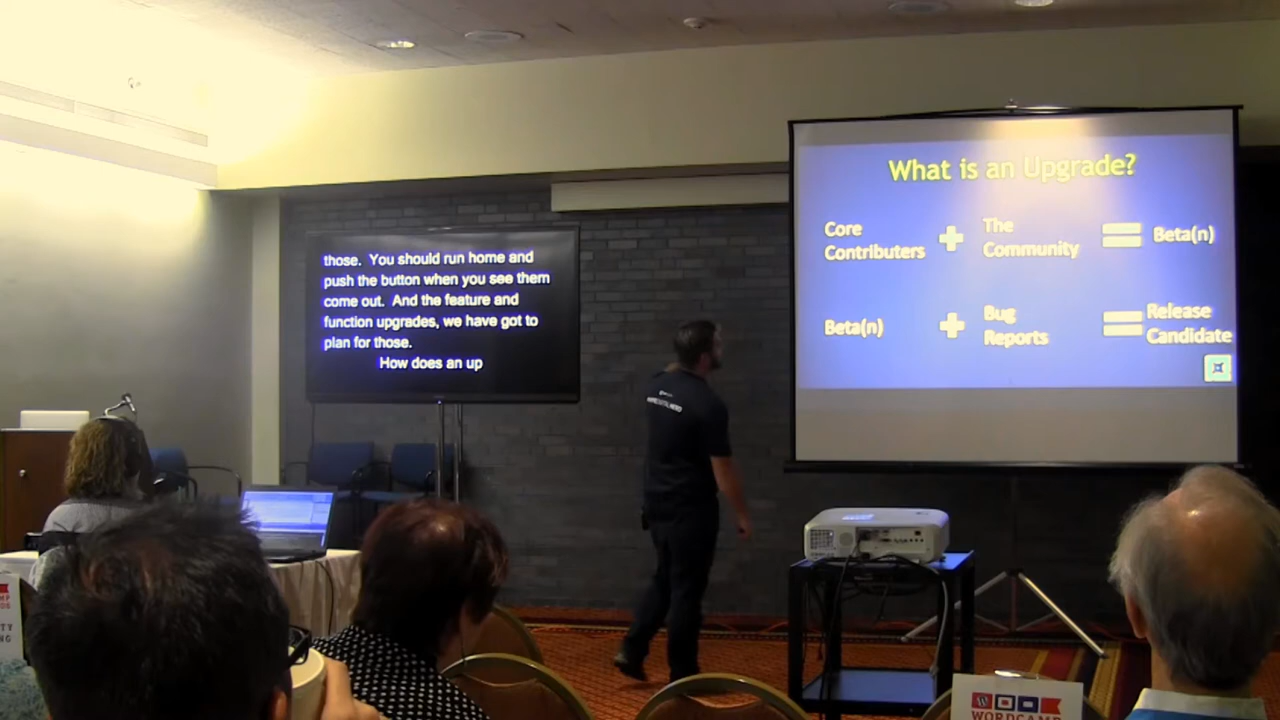 those. You should run home and
push the button when you see them
come out. And the feature and
function upgrades, we have got to
plan for those.
How does an up
What is an Upgrade?
Core
Contributers
+
The
Community
=
Beta(n)
Beta(n)
+
Bug
Reports
=
Release
Candidate
WORDCAMP